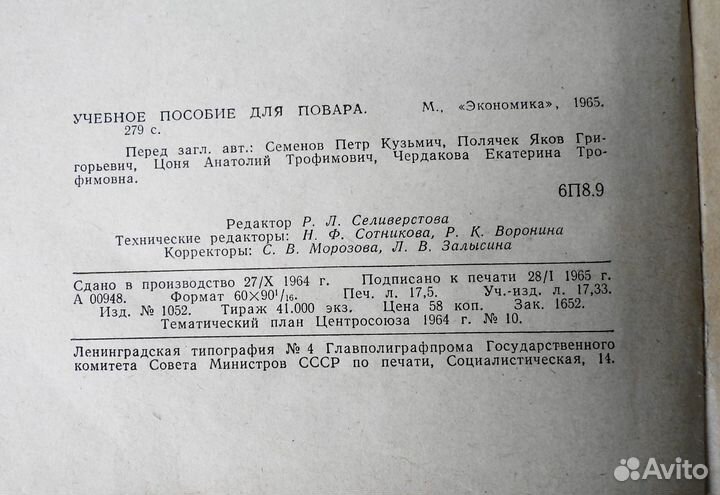 УЧЕБНОЕ ПОСОБИЕ ДЛЯ ПОВАРА. М., «Экономика», 1965.
279 с.
Перед загл. авт.: Семенов Петр Кузьмич, Полячек Яков Гри-
горьевич, Цоня Анатолий Трофимович, Чердакова Екатерина Тро-
фимовна.
6П8.9
Редактор Р. Л. Селиверстова
Технические редакторы: Н. Ф. Сотникова, Р. К. Воронина
Корректоры: С. В. Морозова, Л. В. Залысина
Сдано в производство 27/X 1964 г. Подписано к печати 28/I 1965 г.
А 00948. Формат 60×90¹/₁₆. Печ. л. 17,5. Уч.-изд. л. 17,33.
Изд. № 1052. Тираж 41.000 экз. Цена 58 коп. Зак. 1652.
Тематический план Центросоюза 1964 г. № 10.
Ленинградская типография № 4 Главполиграфпрома Государственного
комитета Совета Министров СССР по печати, Социалистическая, 14.
Avito